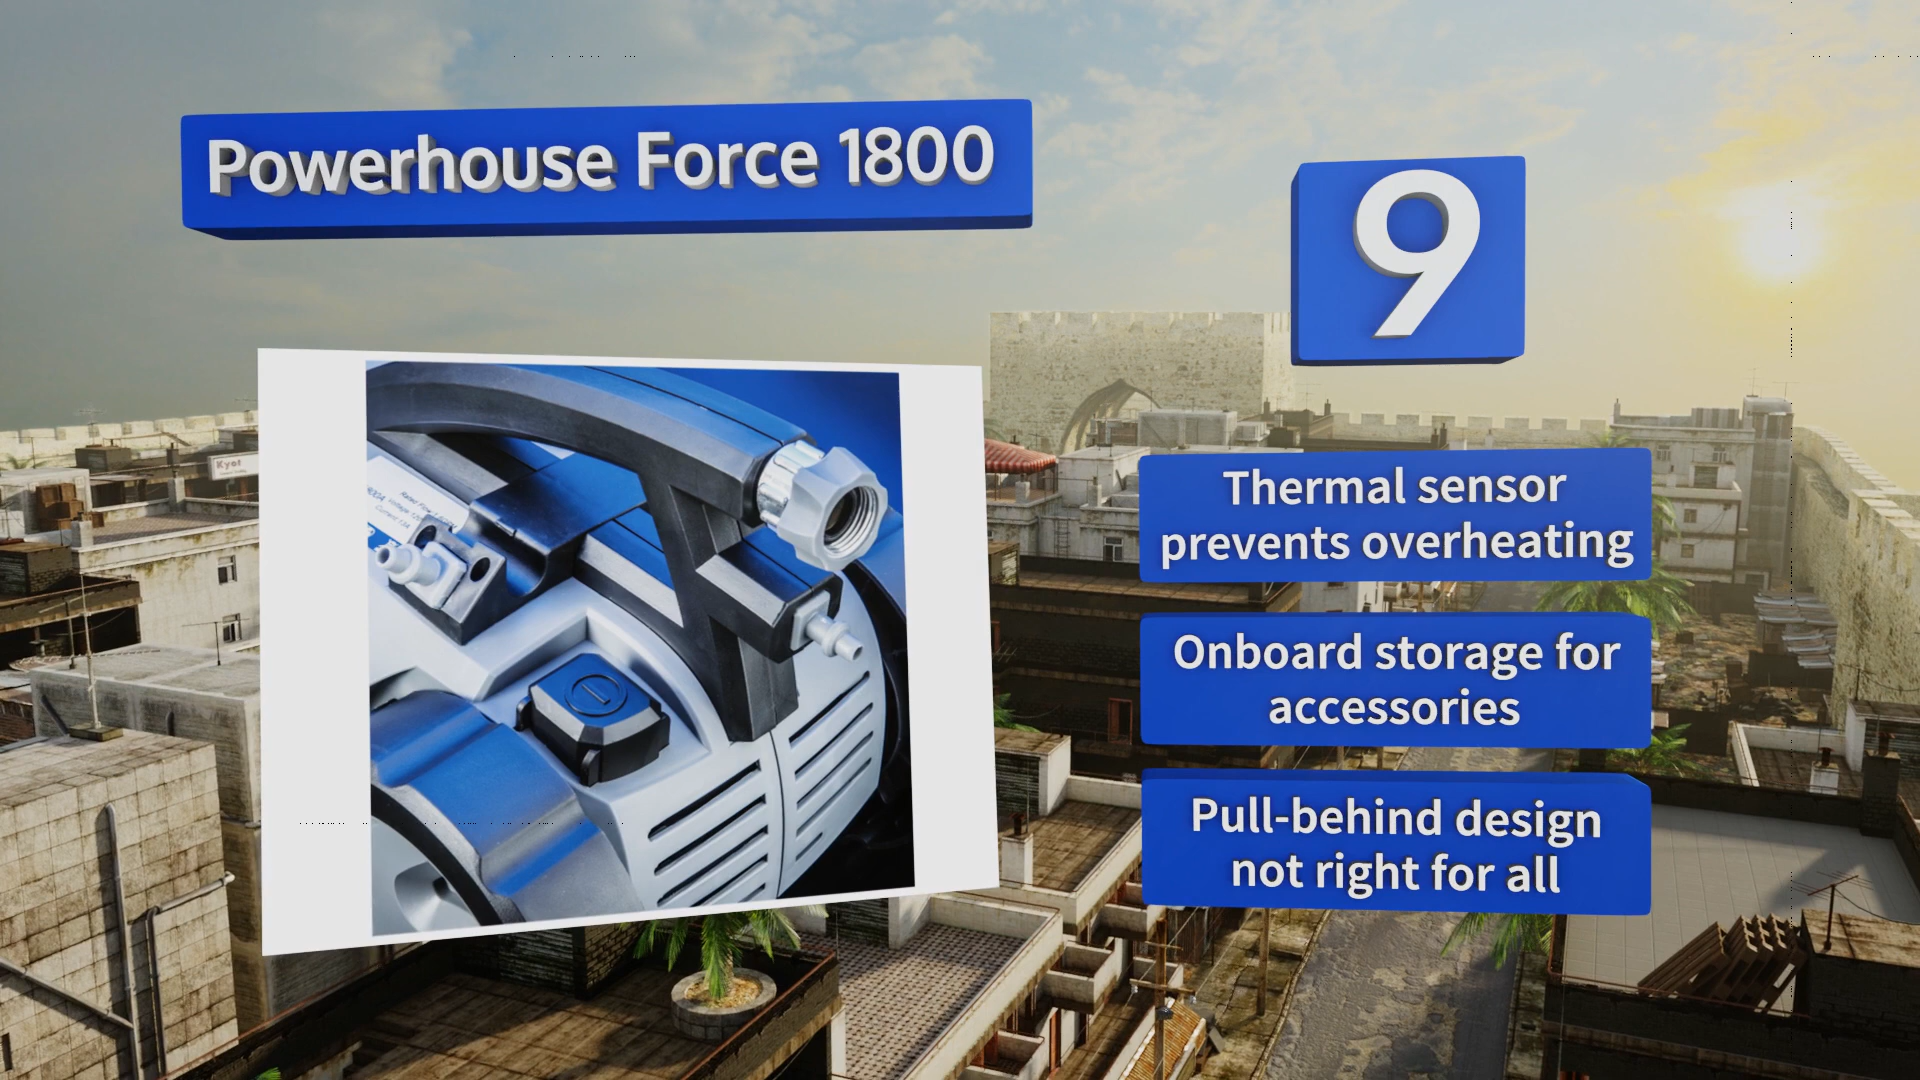 Powerhouse Force 1800
9
Thermal sensor
prevents overheating
Onboard storage for
accessories
Pull-behind design
not right for all
Kyot